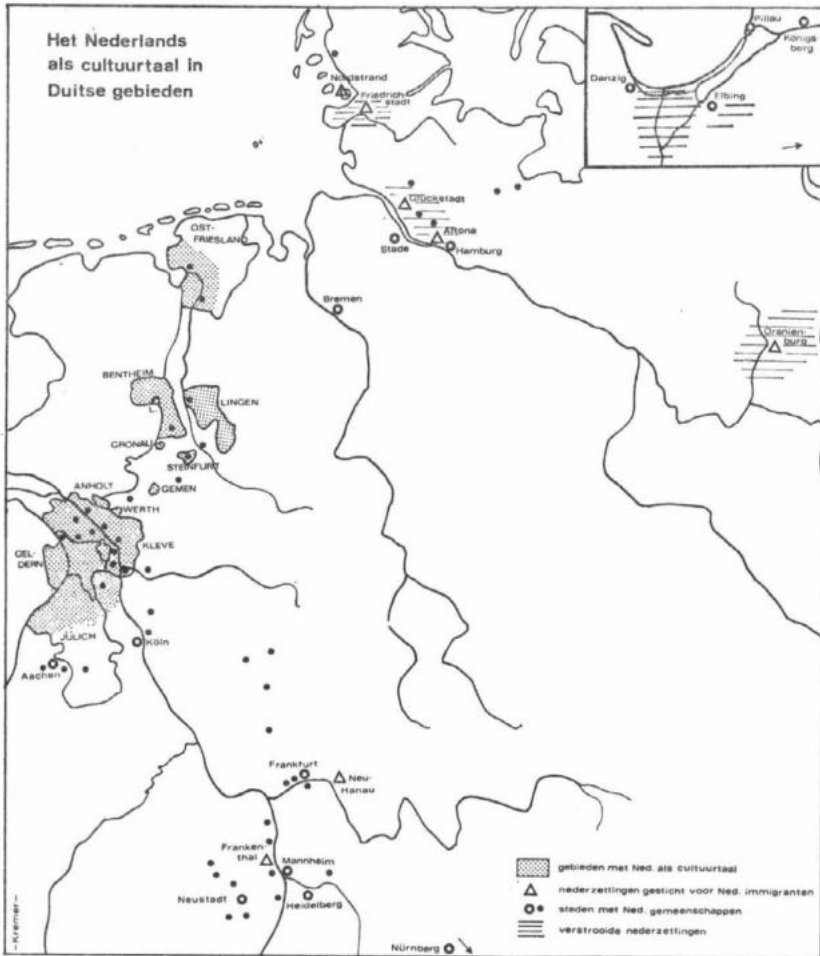 Het Nederlands
als cultuurtaal in
Duitse gebieden
Pillau
Königs-
berg
Danzig
Elbing
Nordstrand
Friedrich
stadt
Glückstadt
Altona
Stade
Hamburg
OST-
FRIESLAND
Bremen
Oranien-
burg
BENTHEIM
L.
LINGEN
GRONAU
STEINFURT
GEMEN
ANHOLT
WERTH
KLEVE
GEL-
DERN
JÜLICH
Köln
Aachen
Frankfurt
Neu-
Hanau
Franken-
thal
Mannheim
Neustadt
Heidelberg
Nürnberg
gebieden met Ned. als cultuurtaal
nederzettingen gesticht voor Ned. immigranten
steden met Ned. gemeenschappen
verstrooide nederzettingen
—Kremer—